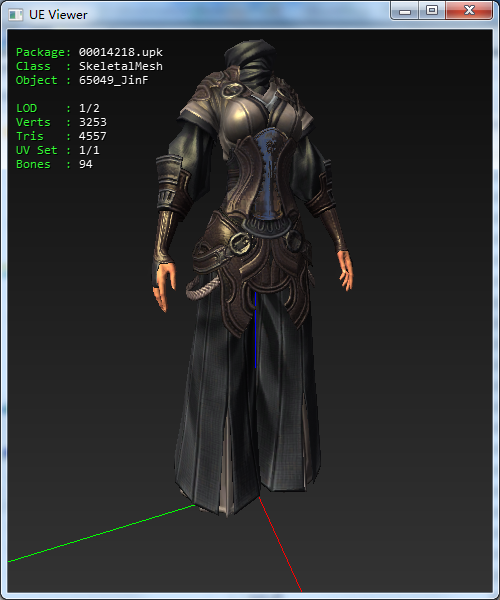 UE Viewer
Package: 00014218.upk
Class : SkeletalMesh
Object : 65049_JinF
LOD : 1/2
Verts : 3253
Tris : 4557
UV Set : 1/1
Bones : 94